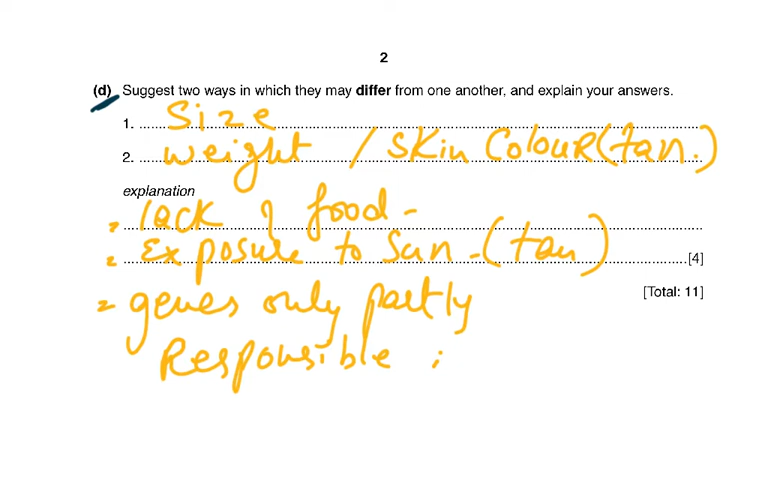 2
(d) Suggest two ways in which they may differ from one another, and explain your answers.
1. Size
2. weight / Skin Colour (tan.)
explanation
= lack of food -
= Exposure to Sun - (tan) [4]
= genes only partly [Total: 11]
Responsible ;